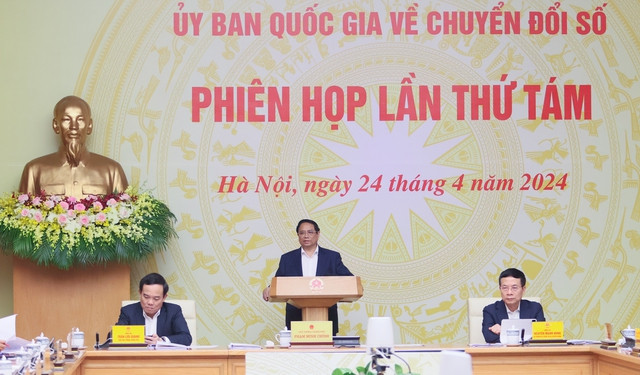 ỦY BAN QUỐC GIA VỀ CHUYỂN ĐỔI SỐ
PHIÊN HỌP LẦN THỨ TÁM
Hà Nội, ngày 24 tháng 4 năm 2024